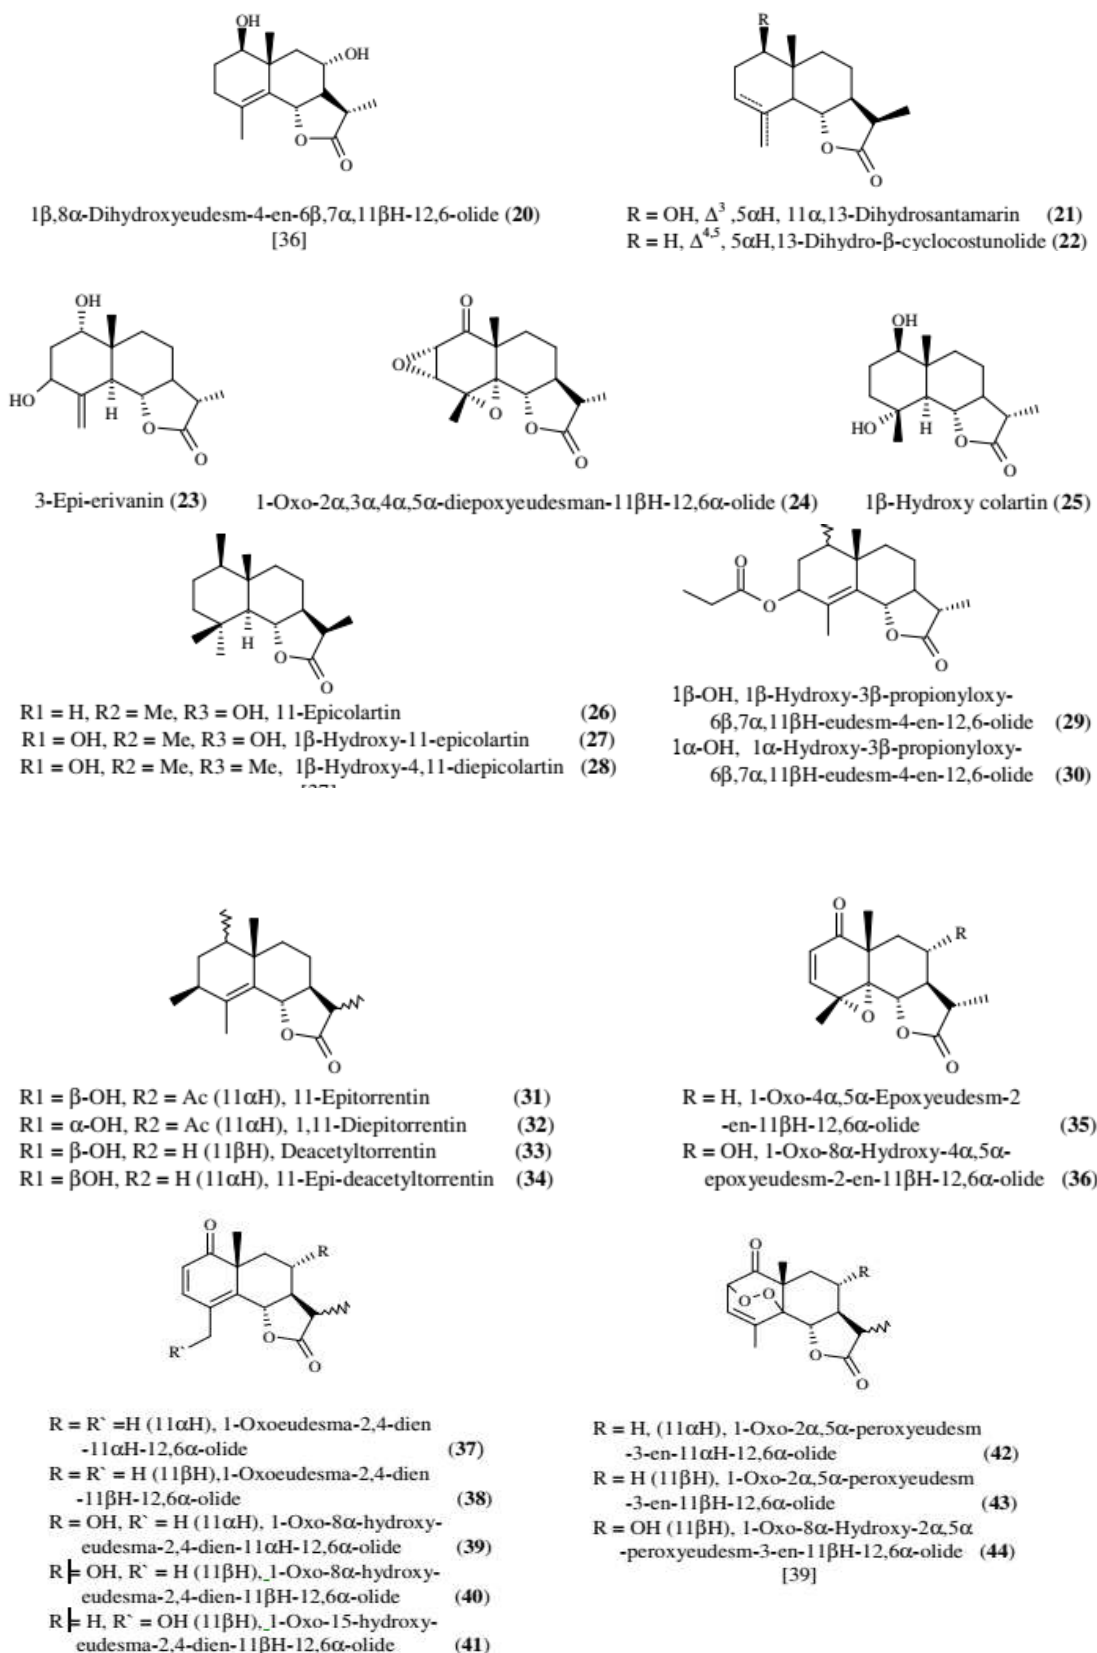 OH
OH
O
O
1β,8α-Dihydroxyeudesm-4-en-6β,7α,11βH-12,6-olide (20)
[36]
R
O
O
R = OH, Δ³ ,5αH, 11α,13-Dihydrosantamarin (21)
R = H, Δ⁴,⁵, 5αH,13-Dihydro-β-cyclocostunolide (22)
OH
HO
H
O
O
3-Epi-erivanin (23)
O
O
O
O
O
1-Oxo-2α,3α,4α,5α-diepoxyeudesman-11βH-12,6α-olide (24)
OH
HO
H
O
O
1β-Hydroxy colartin (25)
H
O
O
R1 = H, R2 = Me, R3 = OH, 11-Epicolartin (26)
R1 = OH, R2 = Me, R3 = OH, 1β-Hydroxy-11-epicolartin (27)
R1 = OH, R2 = Me, R3 = Me, 1β-Hydroxy-4,11-diepicolartin (28)
O
O
O
O
1β-OH, 1β-Hydroxy-3β-propionyloxy-
6β,7α,11βH-eudesm-4-en-12,6-olide (29)
1α-OH, 1α-Hydroxy-3β-propionyloxy-
6β,7α,11βH-eudesm-4-en-12,6-olide (30)
O
O
R1 = β-OH, R2 = Ac (11αH), 11-Epitorrentin (31)
R1 = α-OH, R2 = Ac (11αH), 1,11-Diepitorrentin (32)
R1 = β-OH, R2 = H (11βH), Deacetyltorrentin (33)
R1 = βOH, R2 = H (11αH), 11-Epi-deacetyltorrentin (34)
O
R
O
O
O
R = H, 1-Oxo-4α,5α-Epoxyeudesm-2
-en-11βH-12,6α-olide (35)
R = OH, 1-Oxo-8α-Hydroxy-4α,5α-
epoxyeudesm-2-en-11βH-12,6α-olide (36)
O
R
R`
O
O
R = R` =H (11αH), 1-Oxoeudesma-2,4-dien
-11αH-12,6α-olide (37)
R = R` = H (11βH),1-Oxoeudesma-2,4-dien
-11βH-12,6α-olide (38)
R = OH, R` = H (11αH), 1-Oxo-8α-hydroxy-
eudesma-2,4-dien-11αH-12,6α-olide (39)
R = OH, R` = H (11βH), 1-Oxo-8α-hydroxy-
eudesma-2,4-dien-11βH-12,6α-olide (40)
R = H, R` = OH (11βH), 1-Oxo-15-hydroxy-
eudesma-2,4-dien-11βH-12,6α-olide (41)
O
R
O-O
O
O
R = H, (11αH), 1-Oxo-2α,5α-peroxyeudesm
-3-en-11αH-12,6α-olide (42)
R = H (11βH), 1-Oxo-2α,5α-peroxyeudesm
-3-en-11βH-12,6α-olide (43)
R = OH (11βH), 1-Oxo-8α-Hydroxy-2α,5α
-peroxyeudesm-3-en-11βH-12,6α-olide (44)
[39]